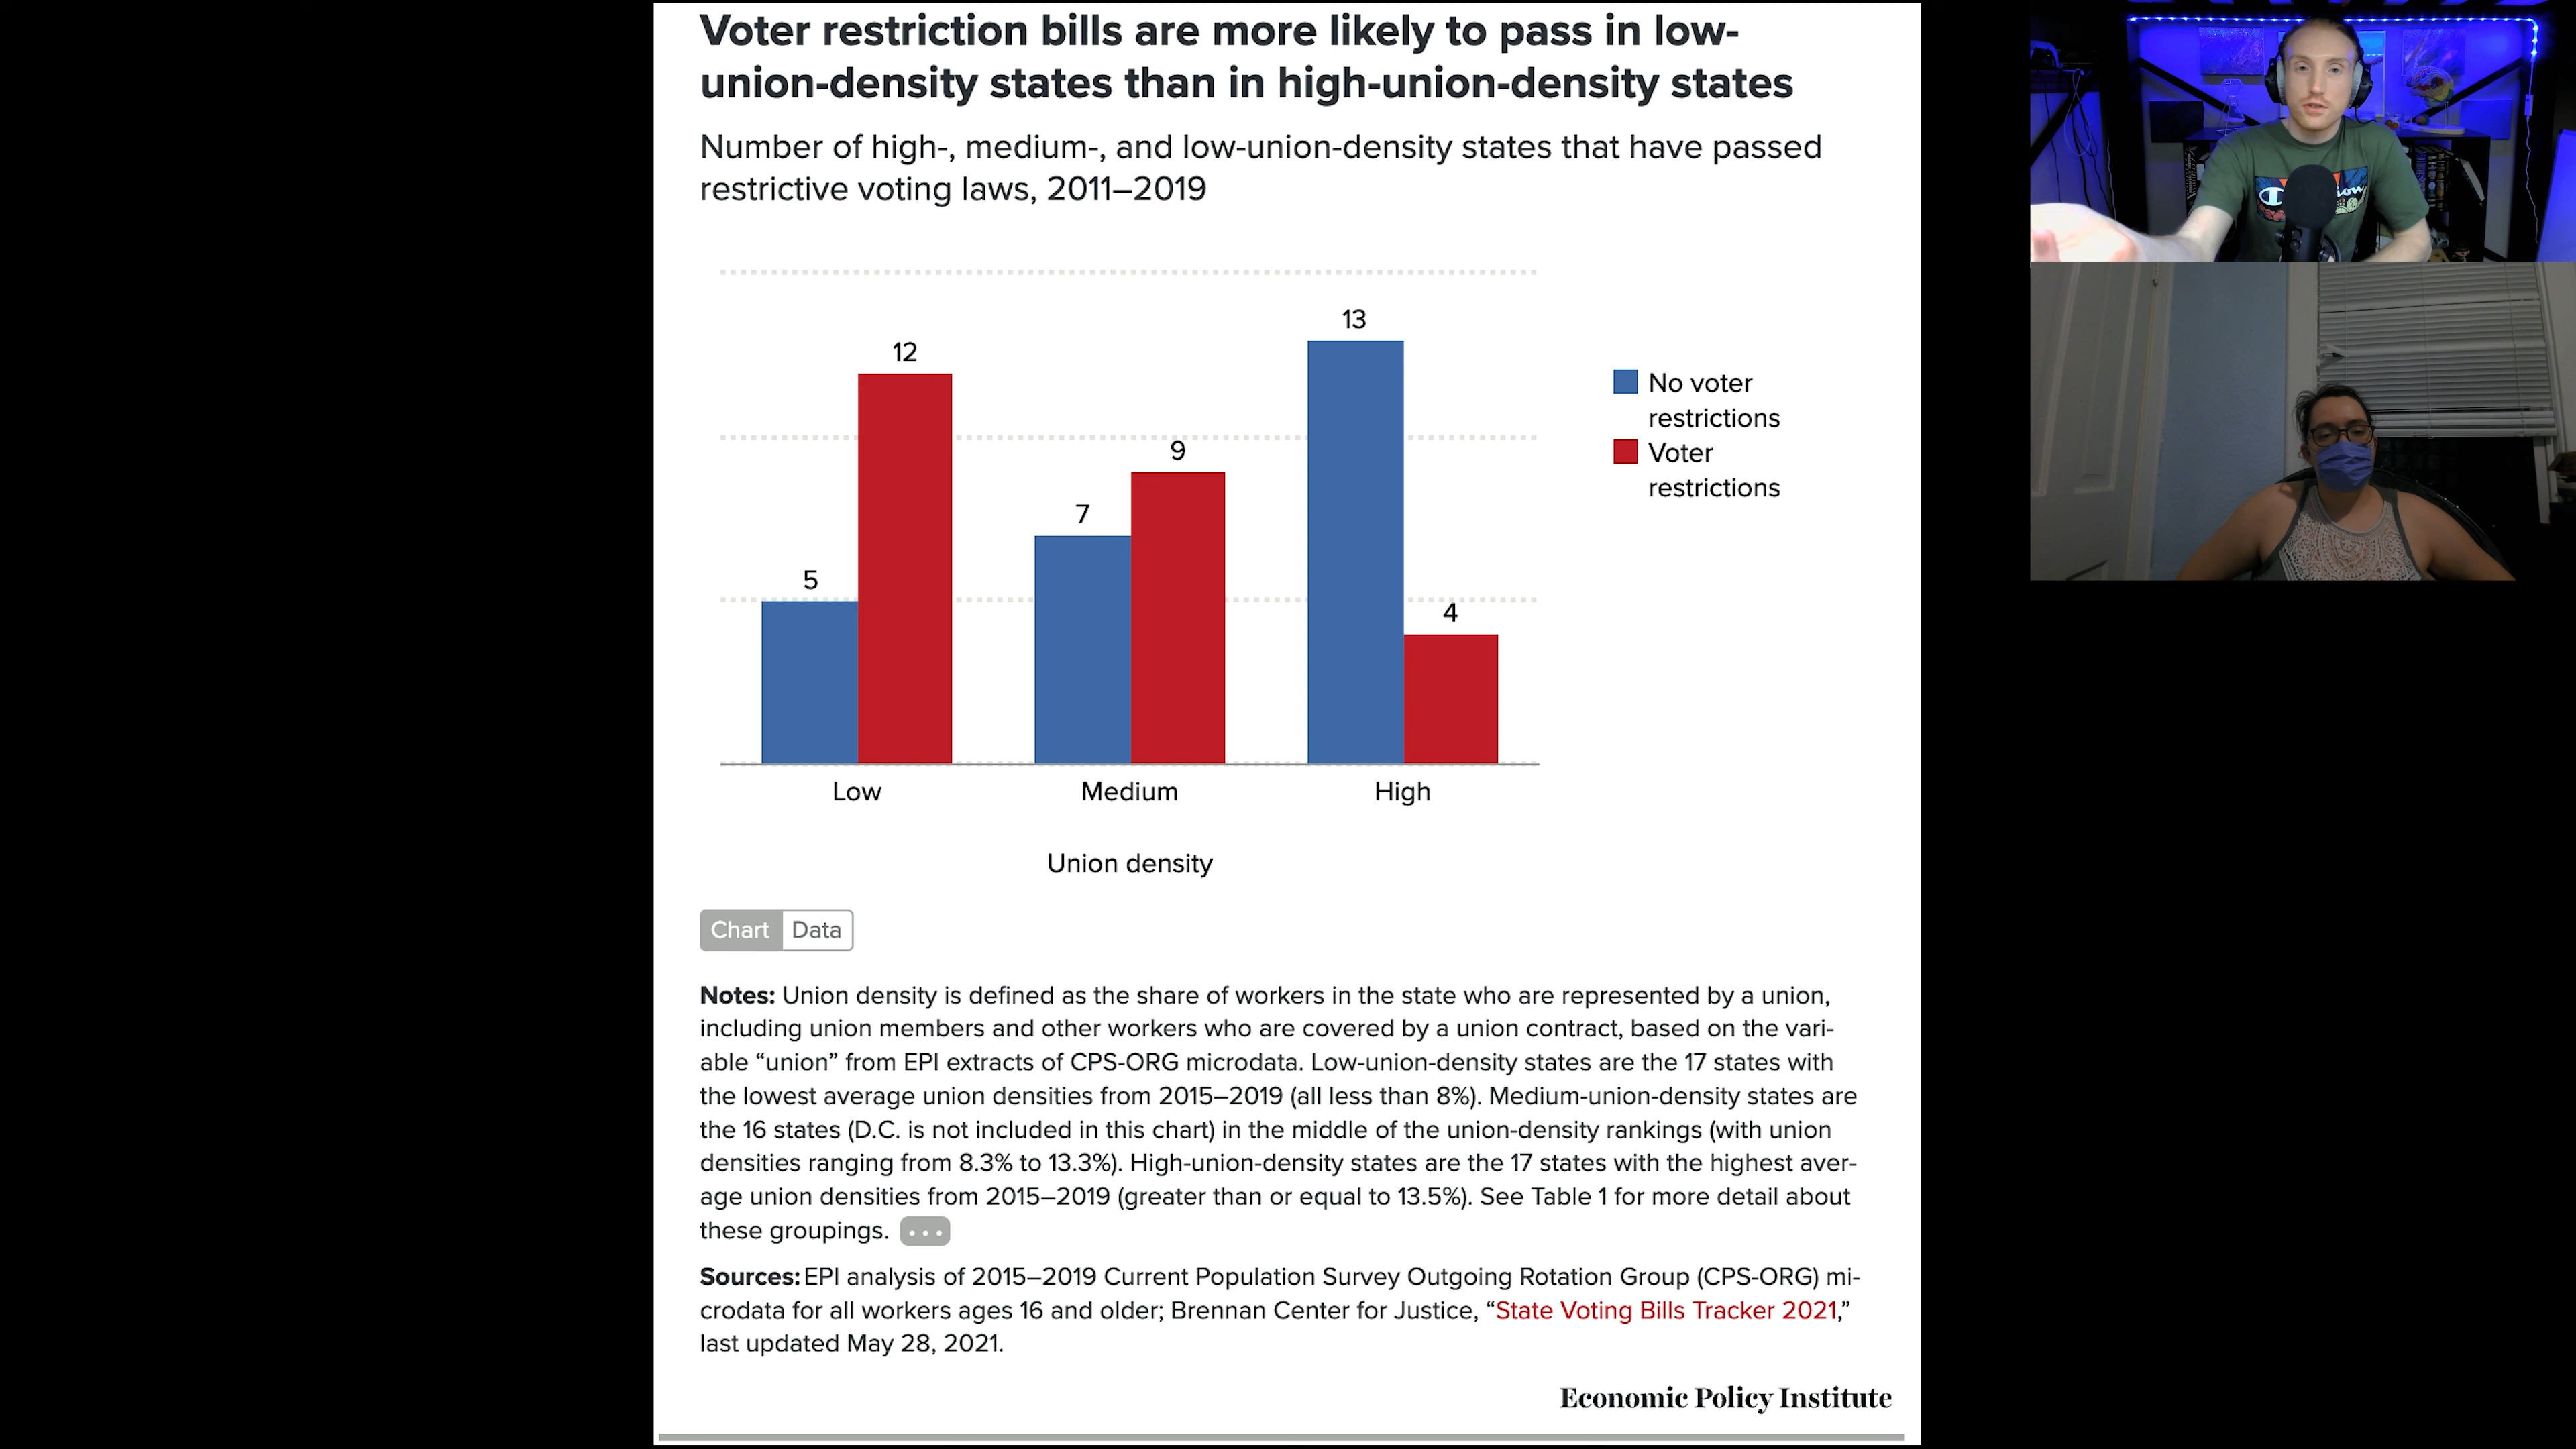 Voter restriction bills are more likely to pass in low-
union-density states than in high-union-density states
Number of high-, medium-, and low-union-density states that have passed
restrictive voting laws, 2011–2019
13
12
9
7
5
4
No voter
restrictions
Voter
restrictions
Low
Medium
High
Union density
Chart
Data
Notes: Union density is defined as the share of workers in the state who are represented by a union,
including union members and other workers who are covered by a union contract, based on the vari-
able “union” from EPI extracts of CPS-ORG microdata. Low-union-density states are the 17 states with
the lowest average union densities from 2015–2019 (all less than 8%). Medium-union-density states are
the 16 states (D.C. is not included in this chart) in the middle of the union-density rankings (with union
densities ranging from 8.3% to 13.3%). High-union-density states are the 17 states with the highest aver-
age union densities from 2015–2019 (greater than or equal to 13.5%). See Table 1 for more detail about
these groupings.
Sources: EPI analysis of 2015–2019 Current Population Survey Outgoing Rotation Group (CPS-ORG) mi-
crodata for all workers ages 16 and older; Brennan Center for Justice, “State Voting Bills Tracker 2021,”
last updated May 28, 2021.
Economic Policy Institute